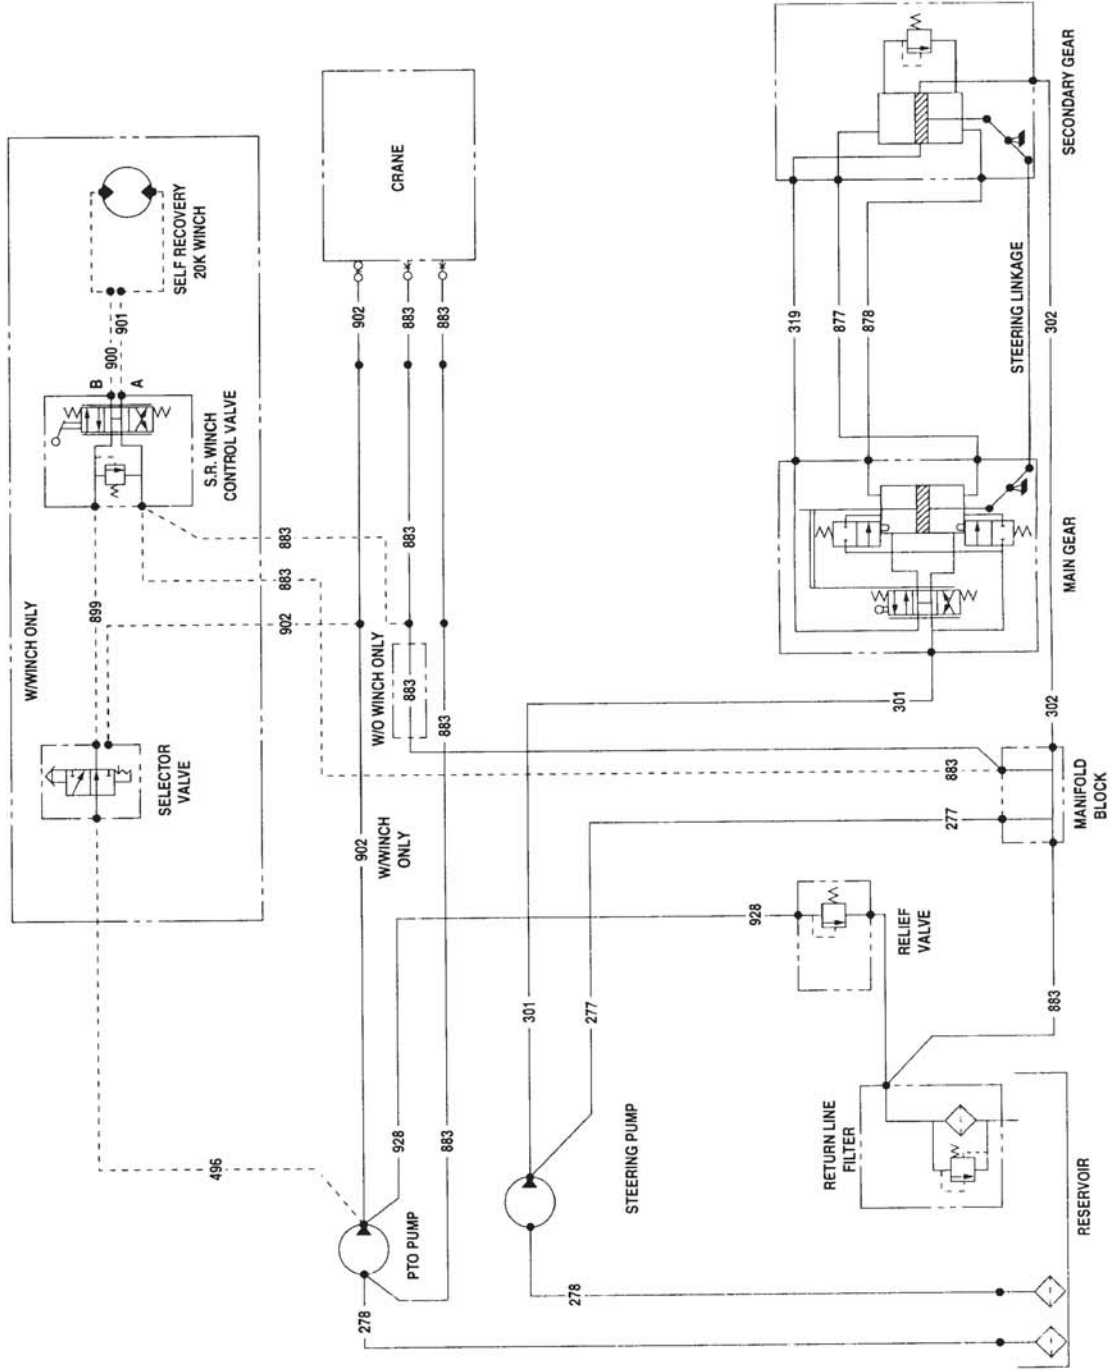 W/WINCH ONLY
SELECTOR
VALVE
S.R. WINCH
CONTROL VALVE
SELF RECOVERY
20K WINCH
B
A
900
901
899
496
902
883
883
CRANE
902
883
883
902
W/WINCH
ONLY
W/O WINCH ONLY
883
883
883
928
883
PTO PUMP
278
301
277
STEERING PUMP
278
928
RELIEF
VALVE
RETURN LINE
FILTER
RESERVOIR
883
277
883
MANIFOLD
BLOCK
302
301
MAIN GEAR
319
877
878
STEERING LINKAGE
302
SECONDARY GEAR